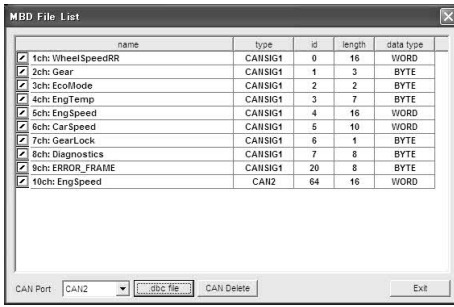 MBD File List
name type id length data type
1ch: WheelSpeedRR CANSIG1 0 16 WORD
2ch: Gear CANSIG1 1 3 BYTE
3ch: EcoMode CANSIG1 2 2 BYTE
4ch: EngTemp CANSIG1 3 7 BYTE
5ch: EngSpeed CANSIG1 4 16 WORD
6ch: CarSpeed CANSIG1 5 10 WORD
7ch: GearLock CANSIG1 6 1 BYTE
8ch: Diagnostics CANSIG1 7 8 BYTE
9ch: ERROR_FRAME CANSIG1 20 8 BYTE
10ch: EngSpeed CAN2 64 16 WORD
CAN Port CAN2 .dbc file CAN Delete Exit